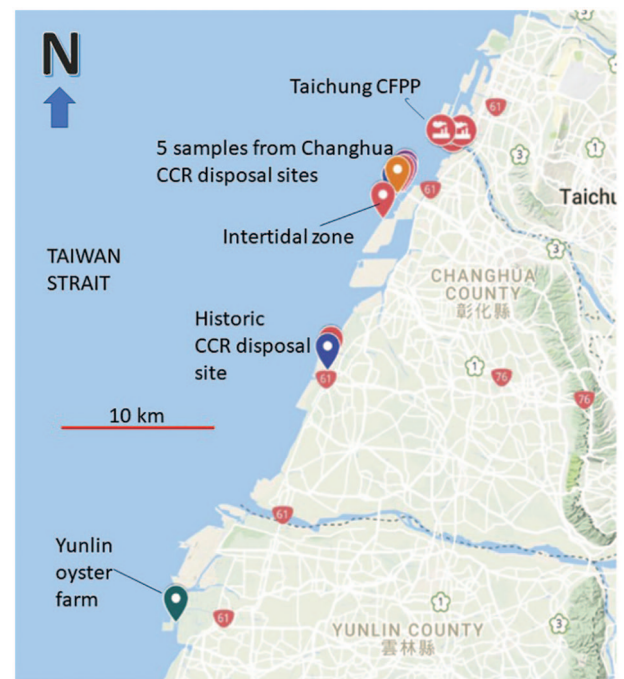 N
Taichung CFPP
61
3
1
3
5 samples from Changhua
CCR disposal sites
61
Taichu
Intertidal zone
3
TAIWAN
STRAIT
CHANGHUA
COUNTY
彰化縣
Historic
CCR disposal
site
61
1
76
76
10 km
61
Yunlin
oyster
farm
61
1
3
YUNLIN COUNTY
雲林縣